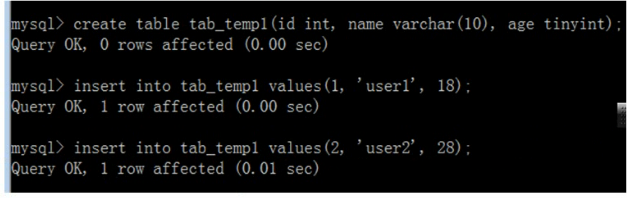 mysql> create table tab_temp1(id int, name varchar(10), age tinyint);
Query OK, 0 rows affected (0.00 sec)
mysql> insert into tab_temp1 values(1, 'user1', 18);
Query OK, 1 row affected (0.00 sec)
mysql> insert into tab_temp1 values(2, 'user2', 28);
Query OK, 1 row affected (0.01 sec)